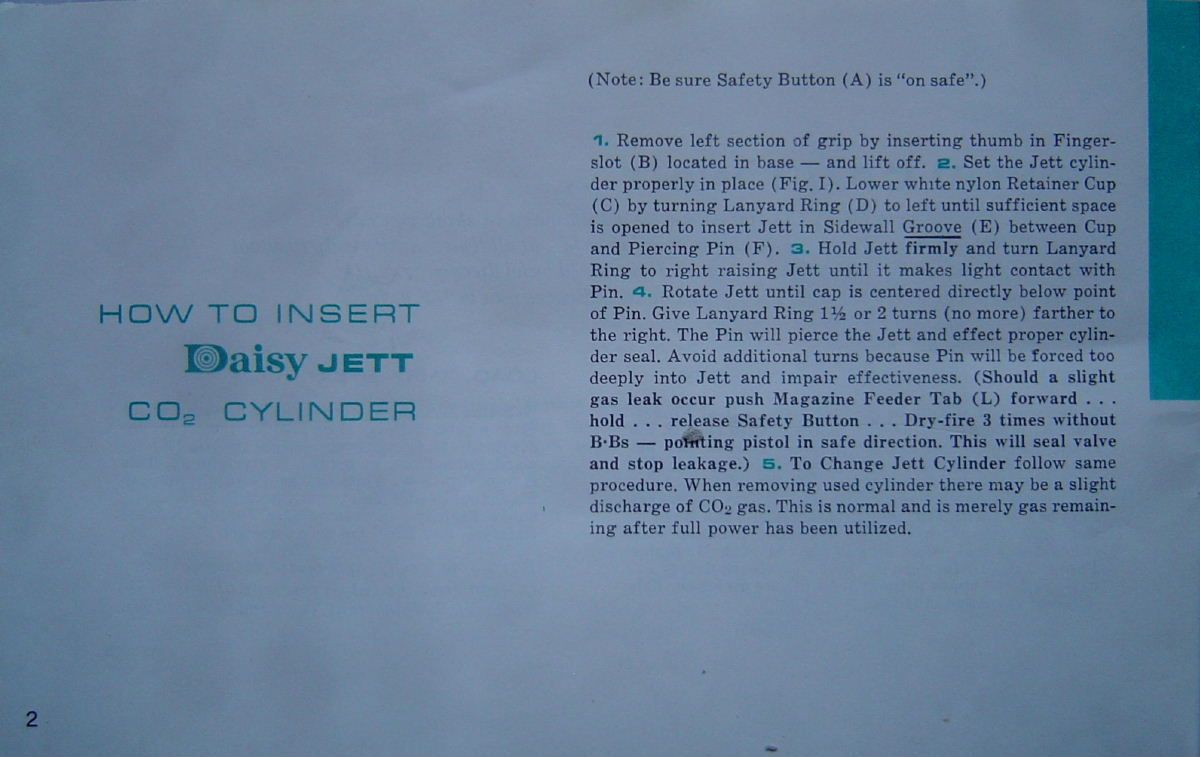 HOW TO INSERT
Daisy JETT
CO₂ CYLINDER
(Note: Be sure Safety Button (A) is "on safe".)
1. Remove left section of grip by inserting thumb in Finger-
slot (B) located in base — and lift off. 2. Set the Jett cylin-
der properly in place (Fig. I). Lower white nylon Retainer Cup
(C) by turning Lanyard Ring (D) to left until sufficient space
is opened to insert Jett in Sidewall Groove (E) between Cup
and Piercing Pin (F). 3. Hold Jett firmly and turn Lanyard
Ring to right raising Jett until it makes light contact with
Pin. 4. Rotate Jett until cap is centered directly below point
of Pin. Give Lanyard Ring 1½ or 2 turns (no more) farther to
the right. The Pin will pierce the Jett and effect proper cylin-
der seal. Avoid additional turns because Pin will be forced too
deeply into Jett and impair effectiveness. (Should a slight
gas leak occur push Magazine Feeder Tab (L) forward . . .
hold . . . release Safety Button . . . Dry-fire 3 times without
B·Bs — pointing pistol in safe direction. This will seal valve
and stop leakage.) 5. To Change Jett Cylinder follow same
procedure. When removing used cylinder there may be a slight
discharge of CO₂ gas. This is normal and is merely gas remain-
ing after full power has been utilized.
2